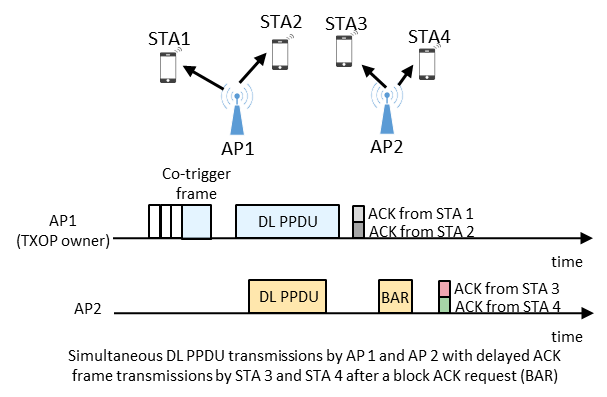 STA1
STA2
STA3
STA4
AP1
AP2
Co-trigger
frame
AP1
(TXOP owner)
DL PPDU
ACK from STA 1
ACK from STA 2
time
AP2
DL PPDU
BAR
ACK from STA 3
ACK from STA 4
time
Simultaneous DL PPDU transmissions by AP 1 and AP 2 with delayed ACK
frame transmissions by STA 3 and STA 4 after a block ACK request (BAR)